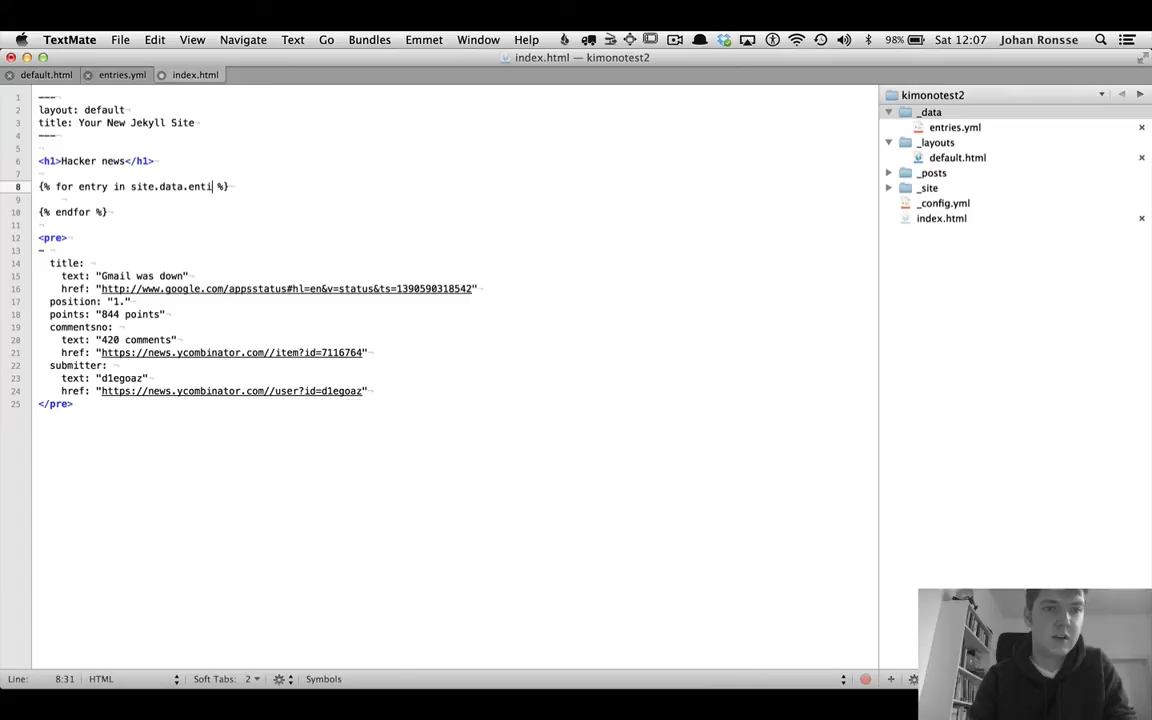 TextMate File Edit View Navigate Text Go Bundles Emmet Window Help 98% Sat 12:07 Johan Ronsse
index.html — kimonotest2
default.html entries.yml index.html
1 ---
2 layout: default
3 title: Your New Jekyll Site
4 ---
5
6 <h1>Hacker news</h1>
7
8 {% for entry in site.data.enti %}
9
10 {% endfor %}
11
12 <pre>
13 -
14 title:
15 text: "Gmail was down"
16 href: "http://www.google.com/appsstatus#hl=en&v=status&ts=1390590318542"
17 position: "1."
18 points: "844 points"
19 commentsno:
20 text: "420 comments"
21 href: "https://news.ycombinator.com//item?id=7116764"
22 submitter:
23 text: "d1egoaz"
24 href: "https://news.ycombinator.com//user?id=d1egoaz"
25 </pre>
kimonotest2
_data
entries.yml
_layouts
default.html
_posts
_site
_config.yml
index.html
Line: 8:31 HTML Soft Tabs: 2 Symbols